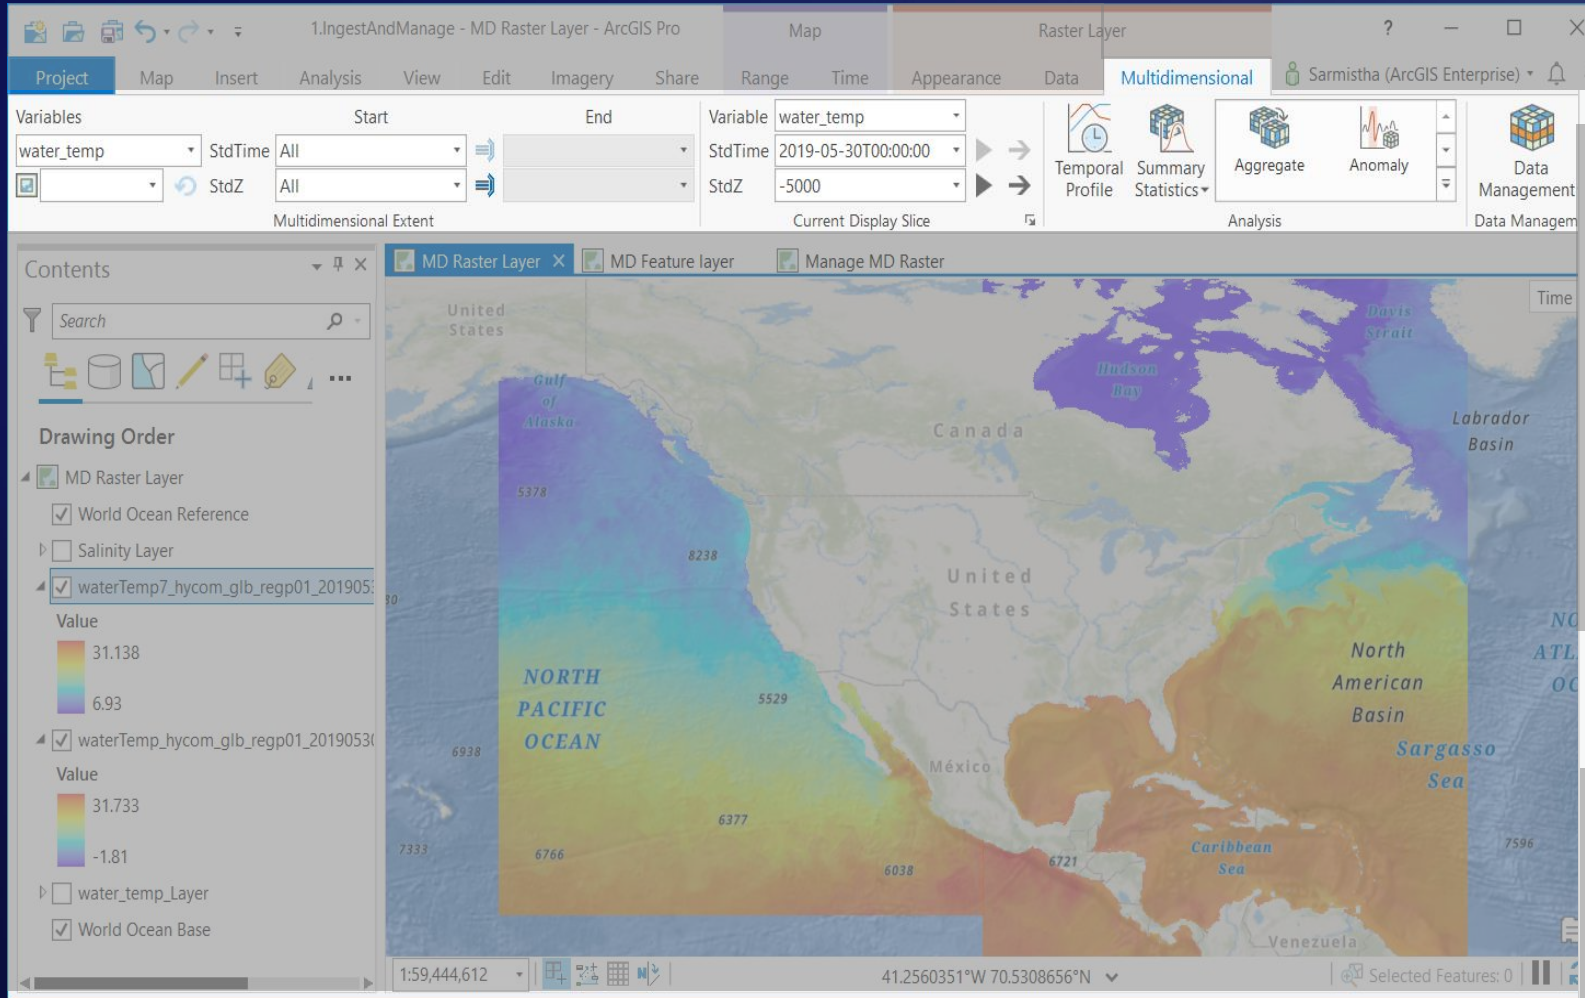 1.IngestAndManage - MD Raster Layer - ArcGIS Pro
Map
Raster Layer
?
Project Map Insert Analysis View Edit Imagery Share Range Time Appearance Data Multidimensional Sarmistha (ArcGIS Enterprise)
Variables Start End
water_temp StdTime All
StdZ All
Multidimensional Extent
Variable water_temp
StdTime 2019-05-30T00:00:00
StdZ -5000
Current Display Slice
Temporal
Profile
Summary
Statistics
Aggregate
Anomaly
Analysis
Data
Management
Data Managem
Contents
Search
Drawing Order
MD Raster Layer
World Ocean Reference
Salinity Layer
waterTemp7_hycom_glb_regp01_201905
Value
31.138
6.93
waterTemp_hycom_glb_regp01_2019053
Value
31.733
-1.81
water_temp_Layer
World Ocean Base
MD Raster Layer
MD Feature layer
Manage MD Raster
Time
United
States
Gulf
of
Alaska
Hudson
Bay
Davis
Strait
Canada
Labrador
Basin
5378
8238
United
States
NORTH
PACIFIC
OCEAN
5529
North
American
Basin
NO
ATL
OC
Sargasso
Sea
6938
México
6377
7333
6766
6038
6721
Caribbean
Sea
7596
Venezuela
1:59,444,612
41.2560351°W 70.5308656°N
Selected Features: 0